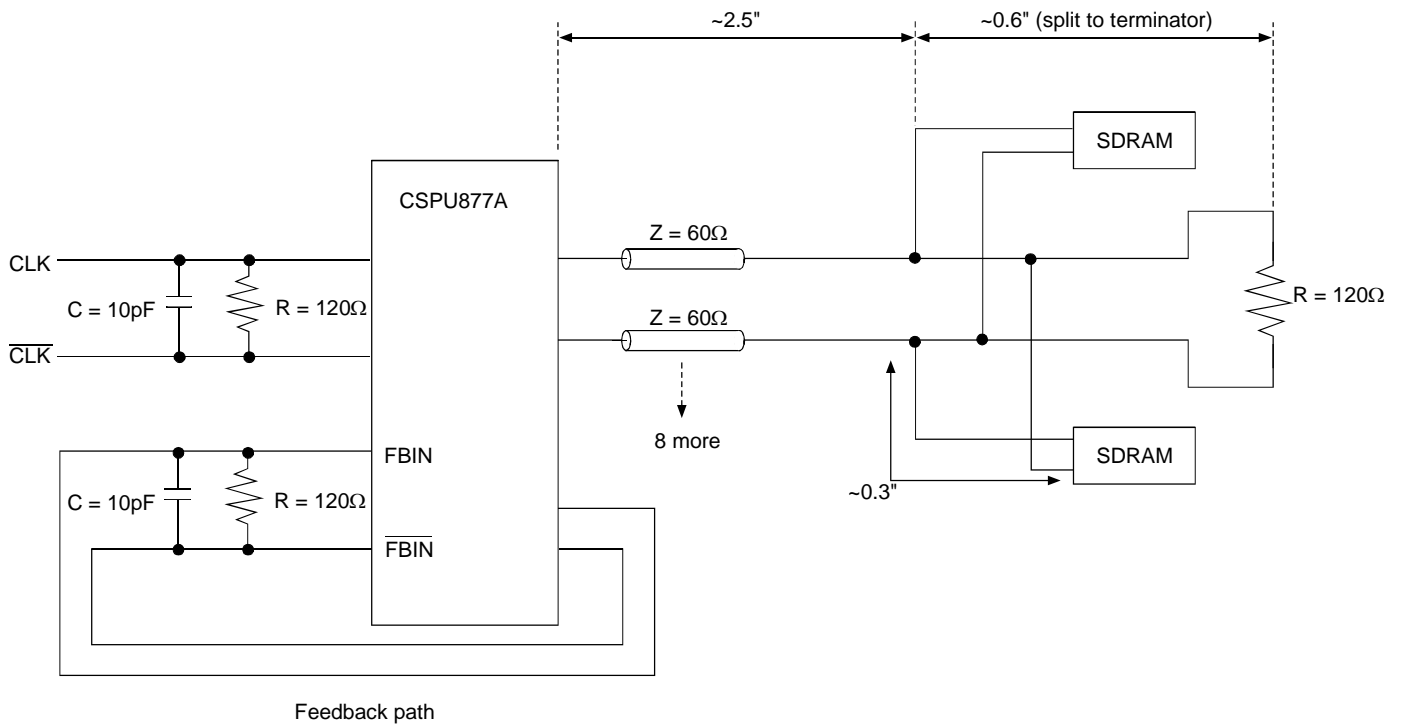 ~2.5"
~0.6" (split to terminator)
SDRAM
CSPU877A
Z = 60Ω
CLK
C = 10pF
R = 120Ω
R = 120Ω
Z = 60Ω
CLK
8 more
FBIN
SDRAM
C = 10pF
R = 120Ω
~0.3"
FBIN
Feedback path